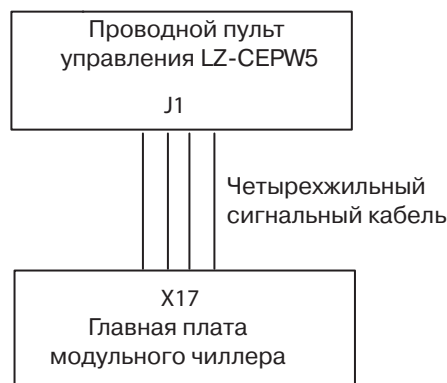 Проводной пульт
управления LZ-CEPW5
J1
Четырехжильный
сигнальный кабель
X17
Главная плата
модульного чиллера